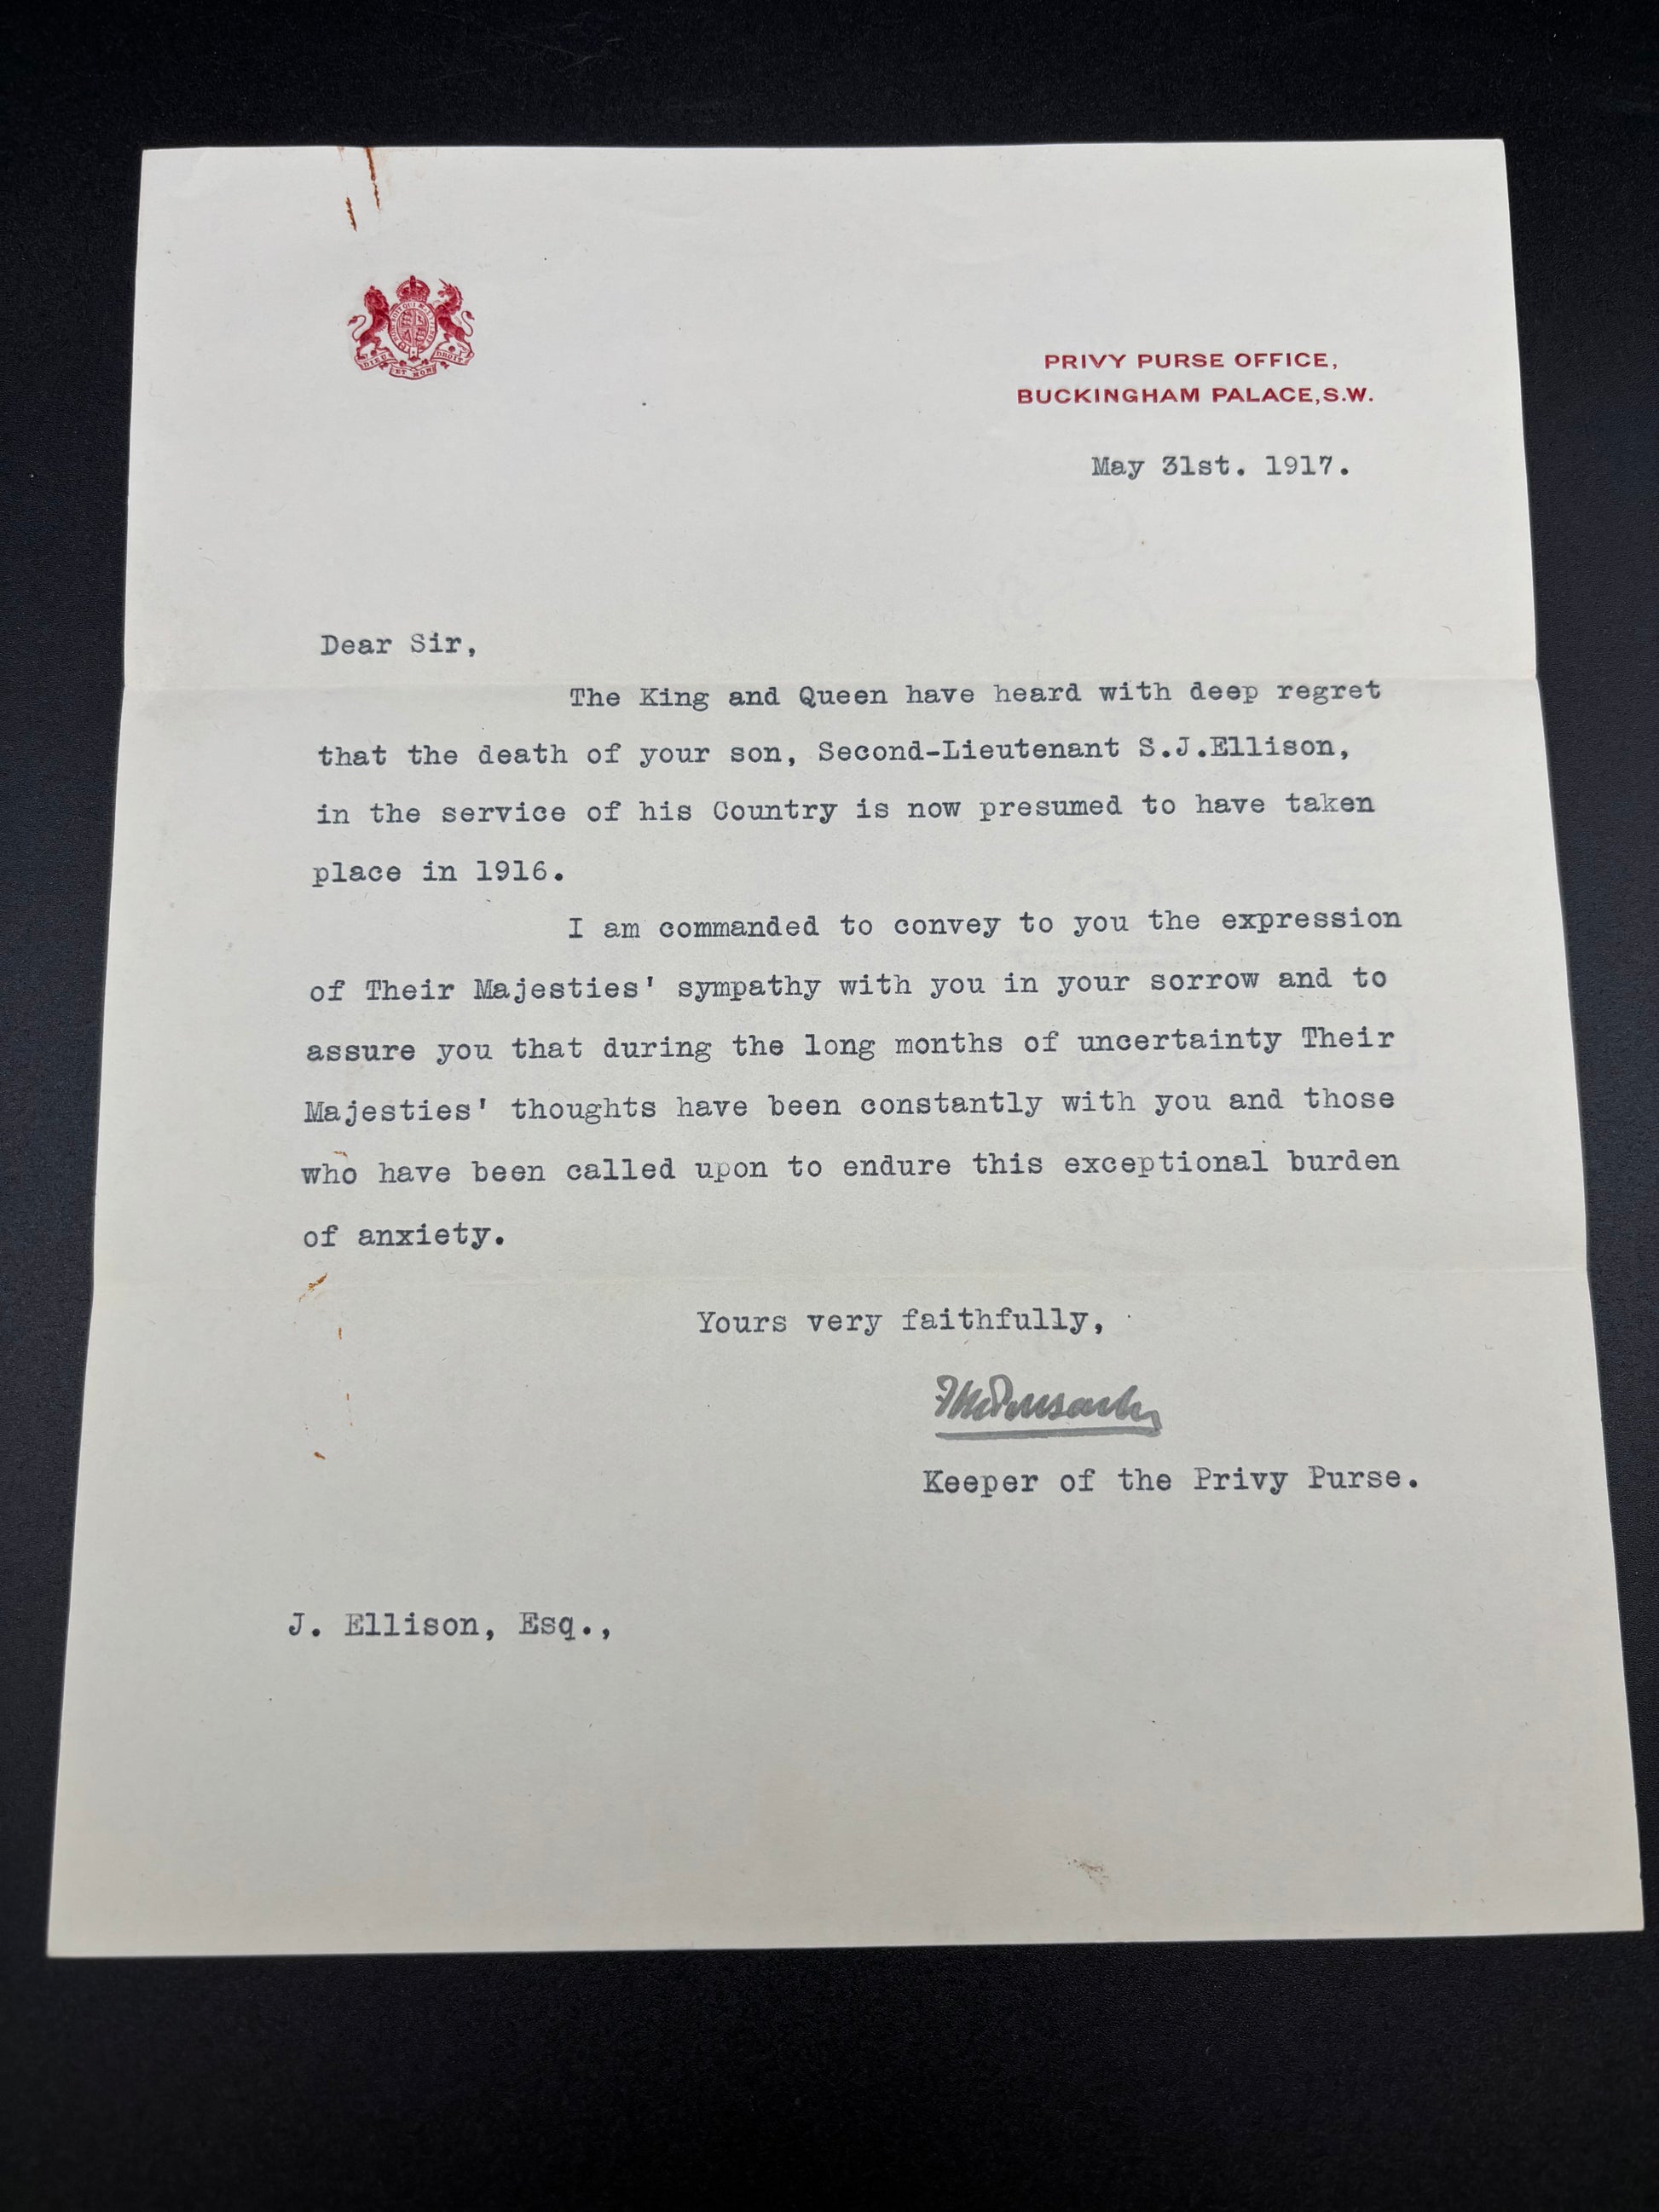 DIEU ET MON DROIT
PRIVY PURSE OFFICE,
BUCKINGHAM PALACE,S.W.
May 31st. 1917.
Dear Sir,
The King and Queen have heard with deep regret
that the death of your son, Second-Lieutenant S.J.Ellison,
in the service of his Country is now presumed to have taken
place in 1916.
I am commanded to convey to you the expression
of Their Majesties' sympathy with you in your sorrow and to
assure you that during the long months of uncertainty Their
Majesties' thoughts have been constantly with you and those
who have been called upon to endure this exceptional burden
of anxiety.
Yours very faithfully,
Keeper of the Privy Purse.
J. Ellison, Esq.,